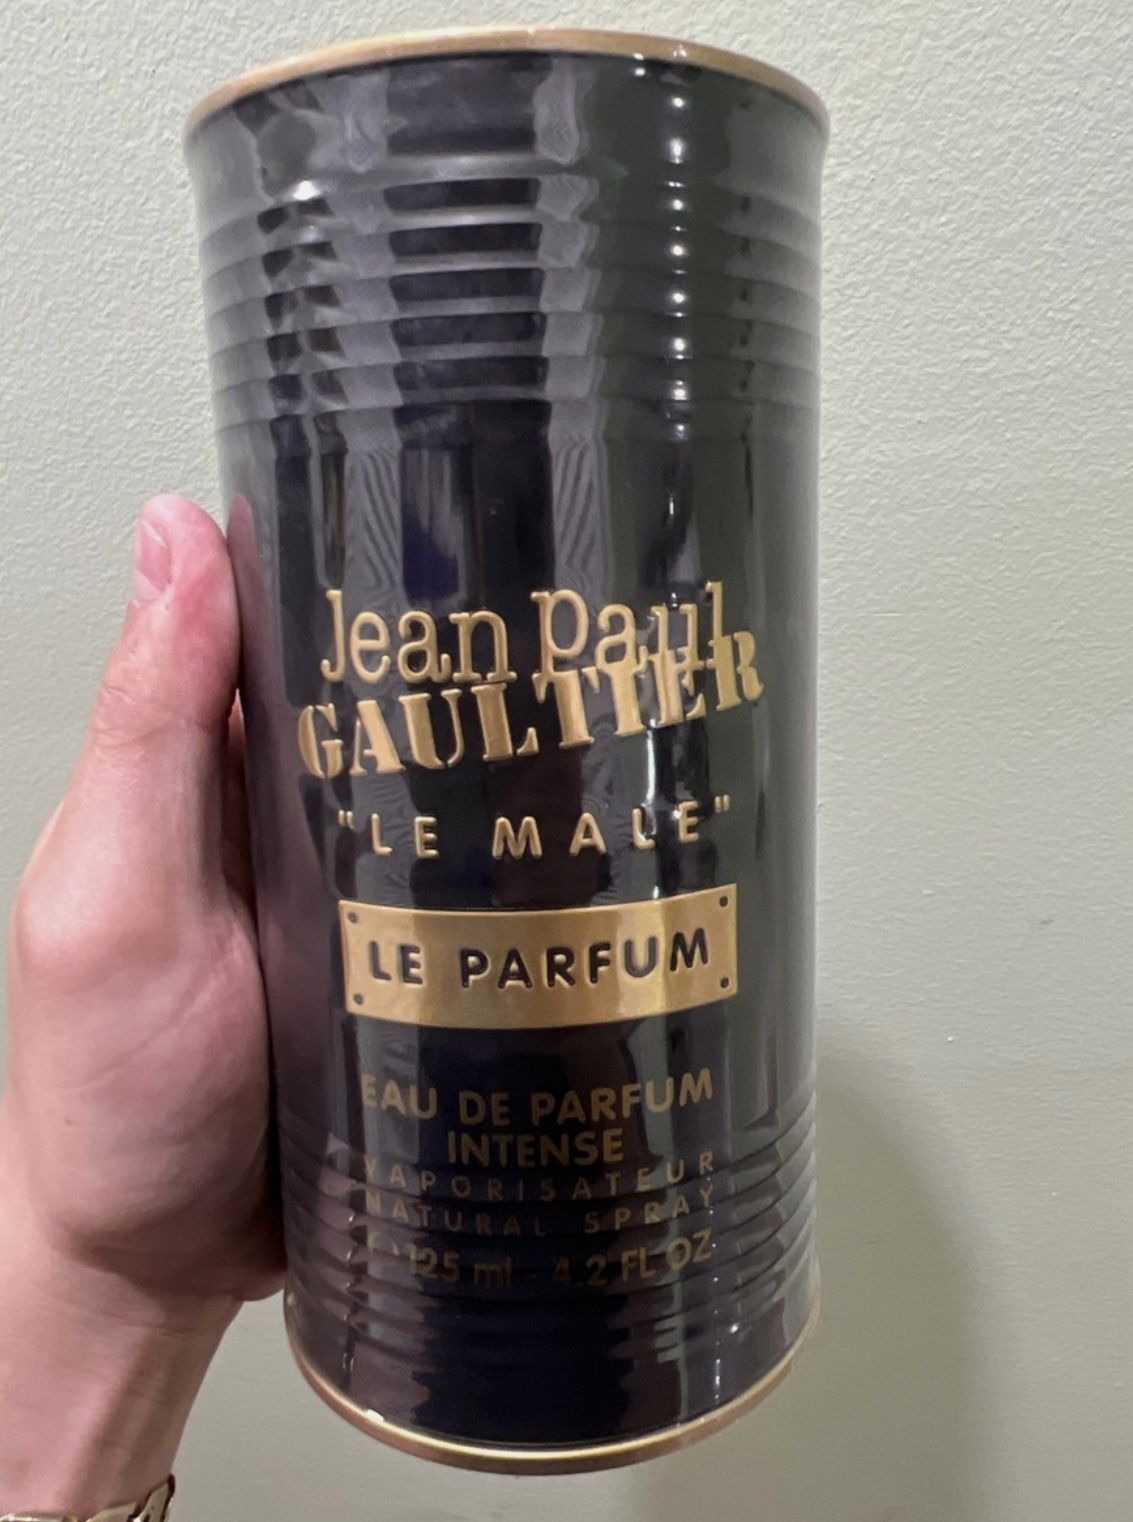 Jean Paul
GAULTIER
"LE MALE"
LE PARFUM
EAU DE PARFUM
INTENSE
VAPORISATEUR
NATURAL SPRAY
125 ml - 4.2 FL OZ